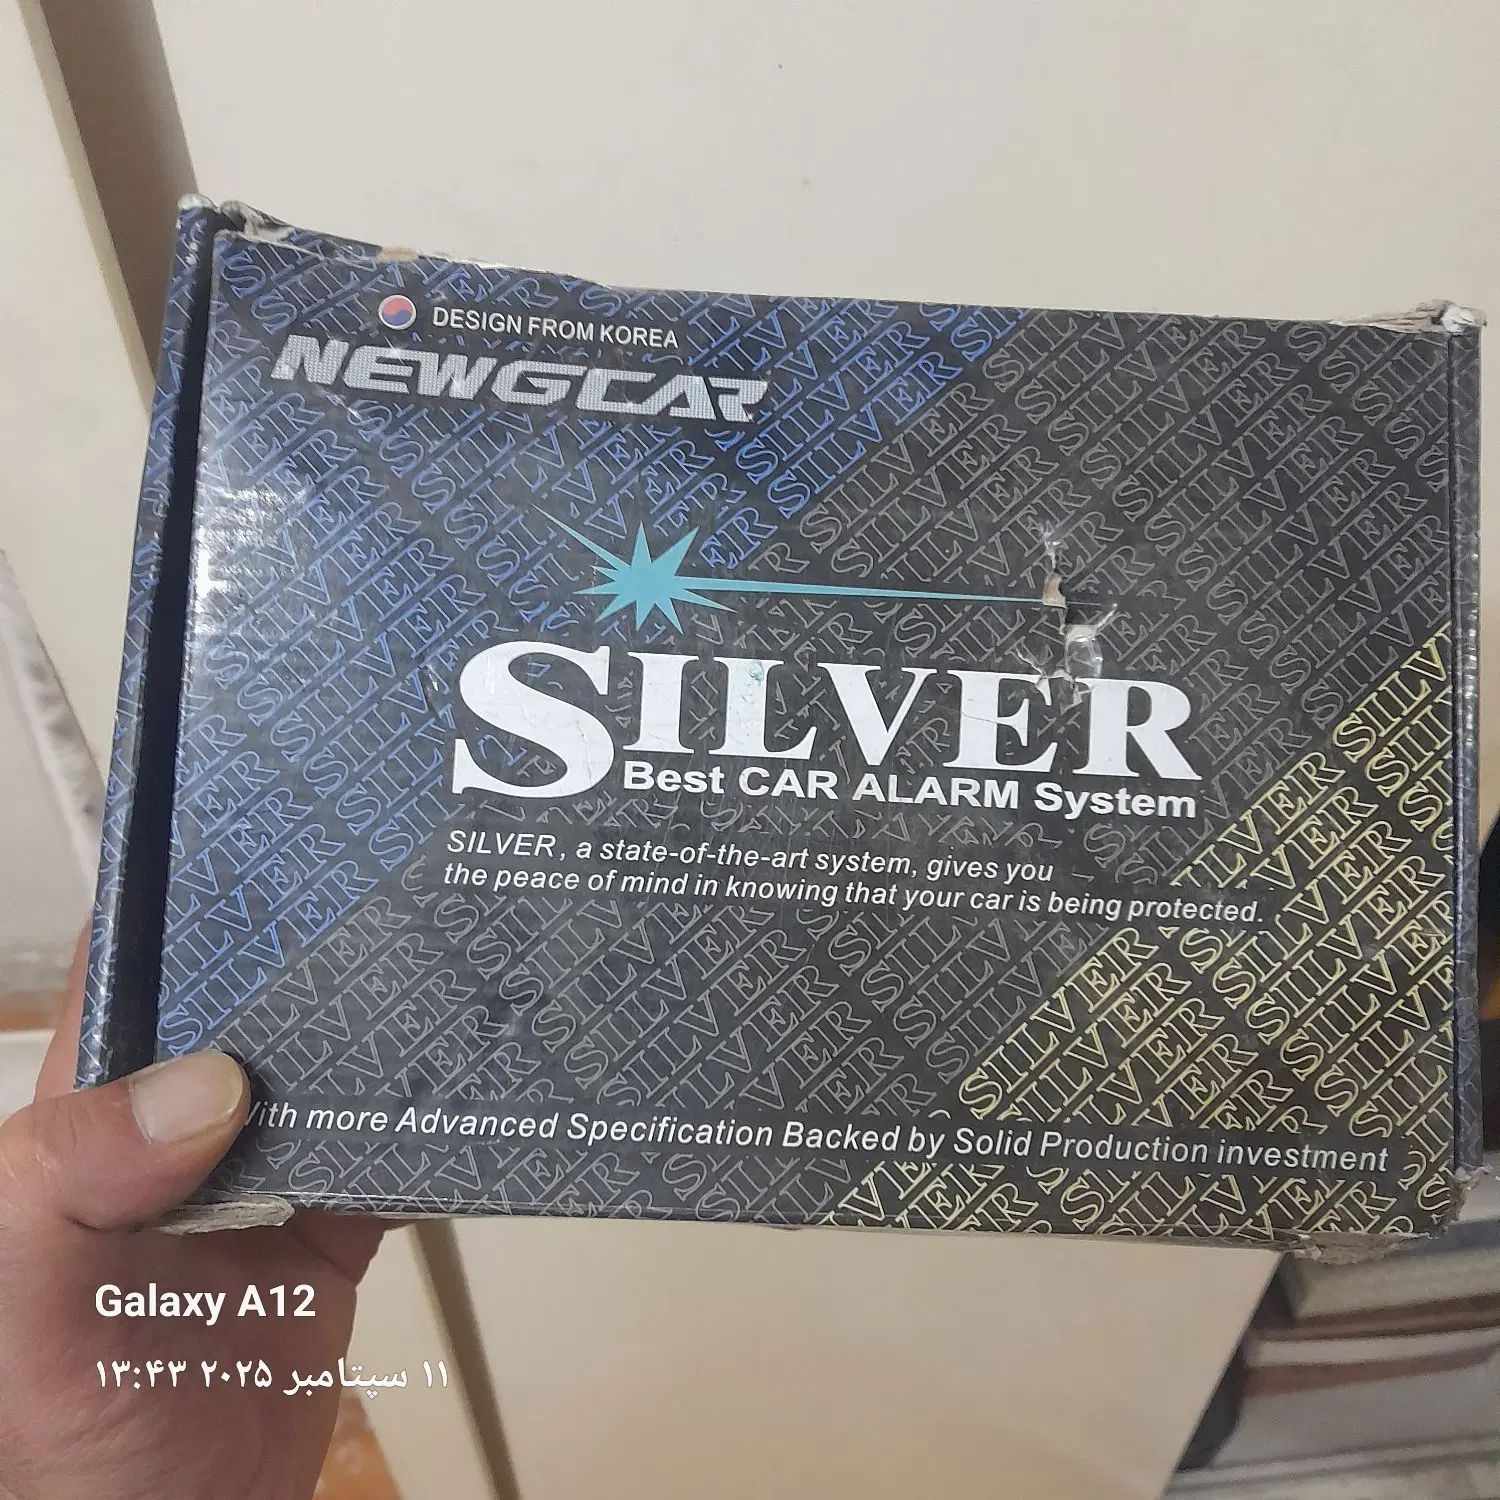 DESIGN FROM KOREA
NEWGCAR
SILVER
Best CAR ALARM System
SILVER, a state-of-the-art system, gives you
the peace of mind in knowing that your car is being protected.
With more Advanced Specification Backed by Solid Production investment
Galaxy A12
۱۱ سپتامبر ۲۰۲۵ ۱۳:۴۳